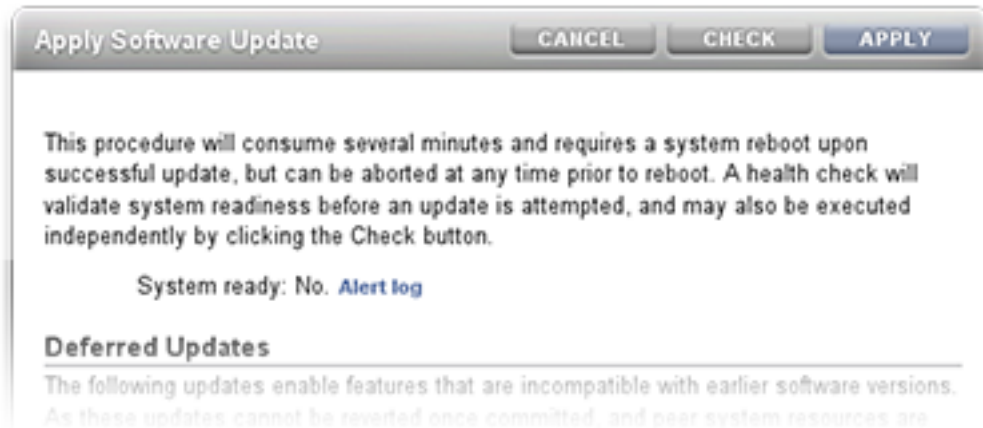 Apply Software Update CANCEL CHECK APPLY
This procedure will consume several minutes and requires a system reboot upon
successful update, but can be aborted at any time prior to reboot. A health check will
validate system readiness before an update is attempted, and may also be executed
independently by clicking the Check button.
System ready: No. Alert log
Deferred Updates
The following updates enable features that are incompatible with earlier software versions.
As these updates cannot be reverted once committed, and peer system resources are